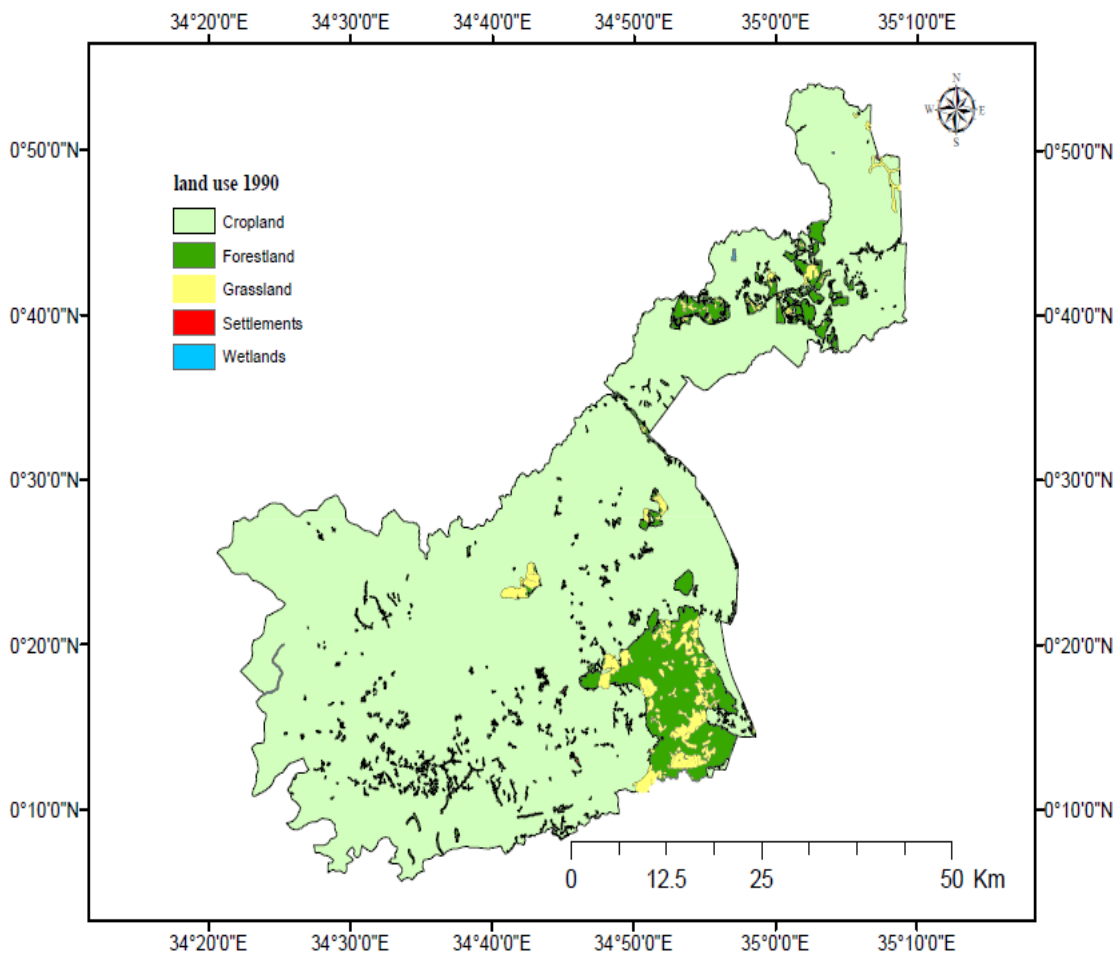 34°20'0"E 34°30'0"E 34°40'0"E 34°50'0"E 35°0'0"E 35°10'0"E
N
W E
S
0°50'0"N 0°50'0"N
land use 1990
Cropland
Forestland
Grassland
Settlements
Wetlands
0°40'0"N 0°40'0"N
0°30'0"N 0°30'0"N
0°20'0"N 0°20'0"N
0°10'0"N 0°10'0"N
0 12.5 25 50 Km
34°20'0"E 34°30'0"E 34°40'0"E 34°50'0"E 35°0'0"E 35°10'0"E